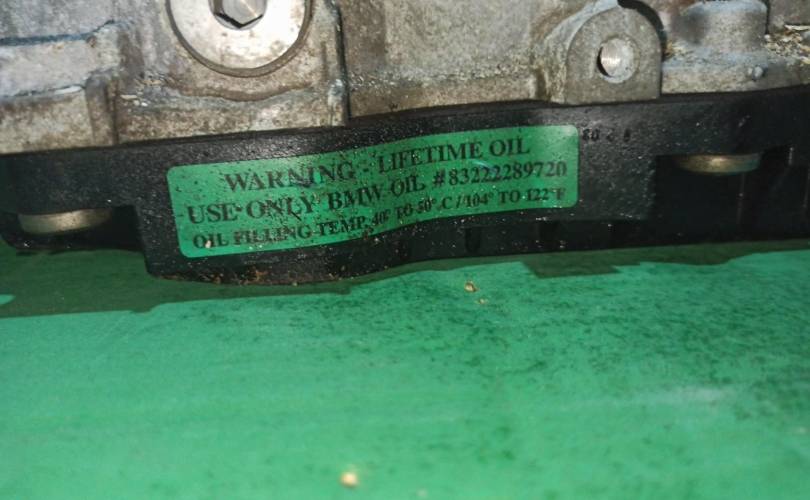 WARNING - LIFETIME OIL
USE ONLY BMW OIL #83222289720
OIL FILLING TEMP. 40° TO 50° C / 104° TO 122°F